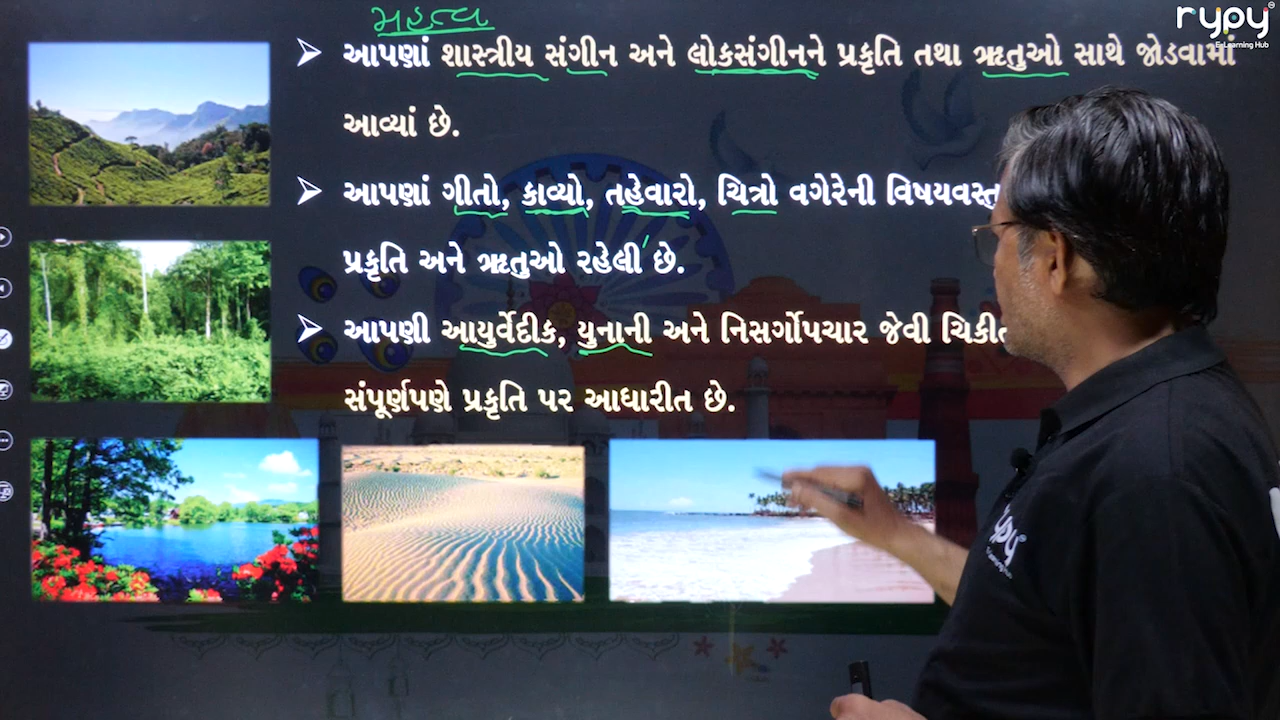 rypy
E-Learning Hub
મહત્વ
આપણાં શાસ્ત્રીય સંગીન અને લોકસંગીનને પ્રકૃતિ તથા ઋતુઓ સાથે જોડવામાં
આવ્યાં છે.
આપણાં ગીતો, કાવ્યો, તહેવારો, ચિત્રો વગેરેની વિષયવસ્તુ
પ્રકૃતિ અને ઋતુઓ રહેલી છે.
આપણી આયુર્વેદીક, યુનાની અને નિસર્ગોપચાર જેવી
સંપૂર્ણપણે પ્રકૃતિ પર આધારીત છે.